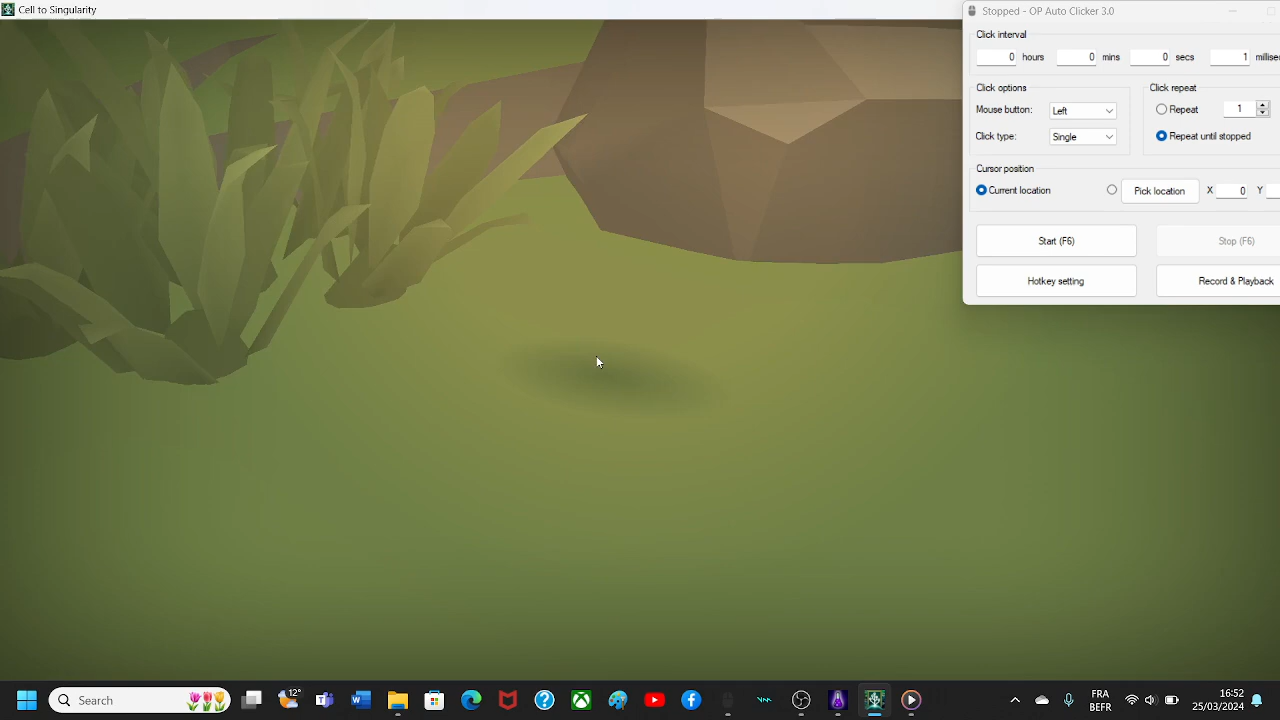 Cell to Singularity
Stopped - OP Auto Clicker 3.0
Click interval
0 hours 0 mins 0 secs 1 millise
Click options
Mouse button: Left
Click type: Single
Click repeat
Repeat 1
Repeat until stopped
Cursor position
Current location Pick location X 0 Y
Start (F6) Stop (F6)
Hotkey setting Record & Playback
Search
12°
FRA
BER
16:52
25/03/2024